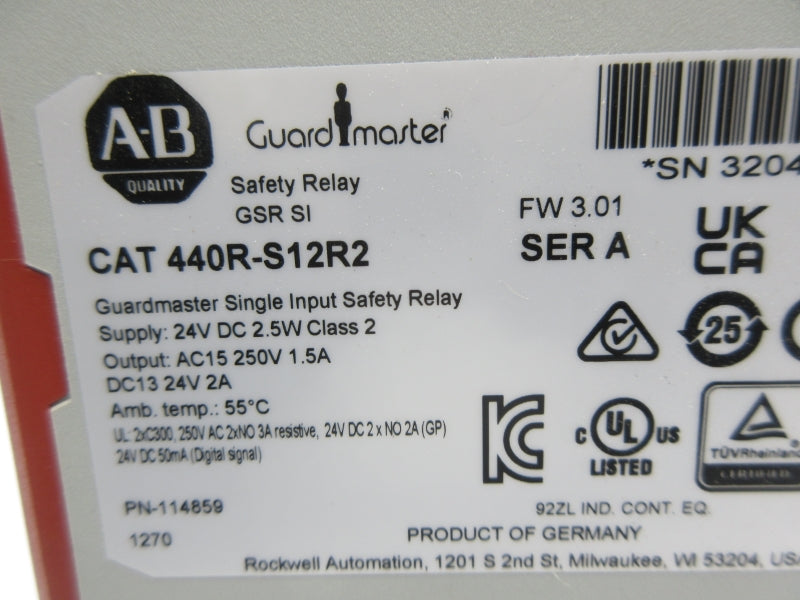 A-B
QUALITY
Guardmaster
Safety Relay
GSR SI
CAT 440R-S12R2
*SN 3204
FW 3.01
SER A
UK
CA
Guardmaster Single Input Safety Relay
Supply: 24V DC 2.5W Class 2
Output: AC15 250V 1.5A
DC13 24V 2A
Amb. temp.: 55°C
UL: 2xC300, 250V AC 2xNO 3A resistive, 24V DC 2 x NO 2A (GP)
24V DC 50mA (Digital signal)
25
C UL US
LISTED
TÜVRheinland
CERTIFIED
PN-114859
1270
92ZL IND. CONT. EQ.
PRODUCT OF GERMANY
Rockwell Automation, 1201 S 2nd St, Milwaukee, WI 53204, USA